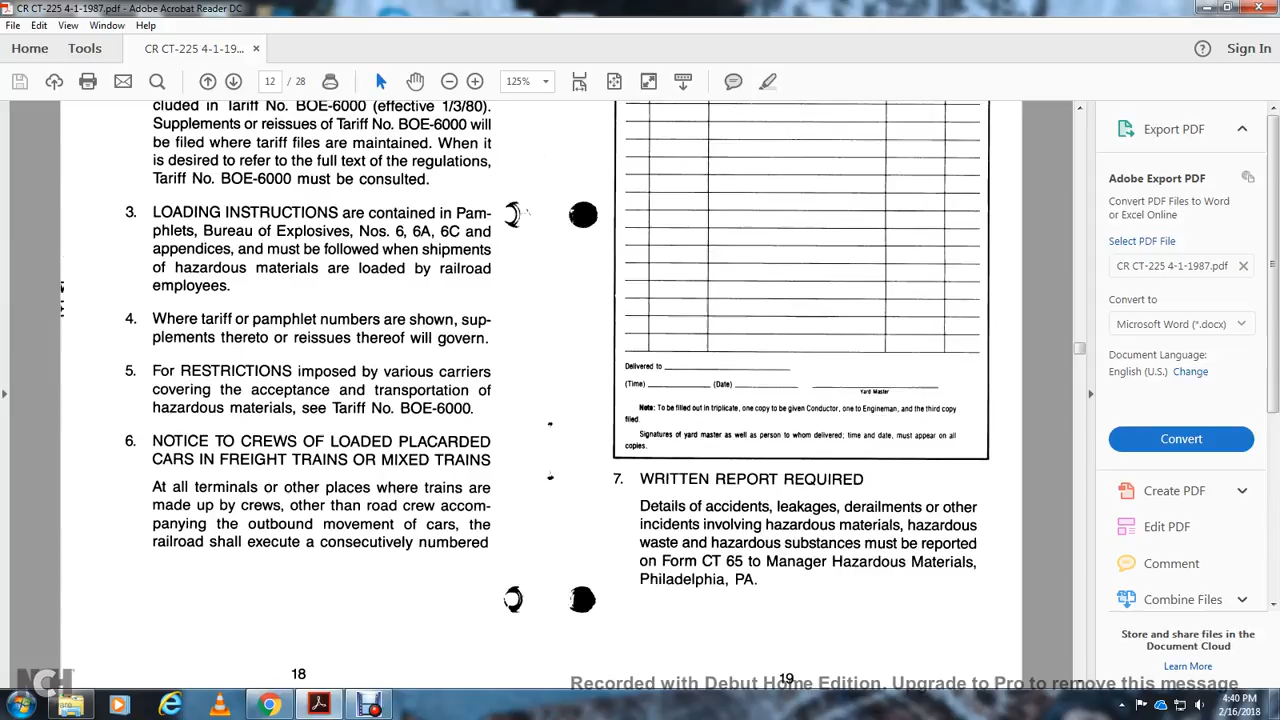 CR CT-225 4-1-1987.pdf - Adobe Acrobat Reader DC
File Edit View Window Help
Home Tools CR CT-225 4-1-19... × Sign In
12 / 28 125%
cluded in Tariff No. BOE-6000 (effective 1/3/80).
Supplements or reissues of Tariff No. BOE-6000 will
be filed where tariff files are maintained. When it
is desired to refer to the full text of the regulations,
Tariff No. BOE-6000 must be consulted.
3. LOADING INSTRUCTIONS are contained in Pam-
phlets, Bureau of Explosives, Nos. 6, 6A, 6C and
appendices, and must be followed when shipments
of hazardous materials are loaded by railroad
employees.
4. Where tariff or pamphlet numbers are shown, sup-
plements thereto or reissues thereof will govern.
5. For RESTRICTIONS imposed by various carriers
covering the acceptance and transportation of
hazardous materials, see Tariff No. BOE-6000.
6. NOTICE TO CREWS OF LOADED PLACARDED
CARS IN FREIGHT TRAINS OR MIXED TRAINS
At all terminals or other places where trains are
made up by crews, other than road crew accom-
panying the outbound movement of cars, the
railroad shall execute a consecutively numbered
18
Delivered to
(Time) (Date)
Yard Master
Note: To be filled out in triplicate, one copy to be given Conductor, one to Engineman, and the third copy
filed.
Signatures of yard master as well as person to whom delivered; time and date, must appear on all
copies.
7. WRITTEN REPORT REQUIRED
Details of accidents, leakages, derailments or other
incidents involving hazardous materials, hazardous
waste and hazardous substances must be reported
on Form CT 65 to Manager Hazardous Materials,
Philadelphia, PA.
19
Export PDF
Adobe Export PDF
Convert PDF Files to Word
or Excel Online
Select PDF File
CR CT-225 4-1-1987.pdf
Convert to
Microsoft Word (*.docx)
Document Language:
English (U.S.) Change
Convert
Create PDF
Edit PDF
Comment
Combine Files
Store and share files in the
Document Cloud
Learn More
NCH
Recorded with Debut Home Edition. Upgrade to Pro to remove this message
4:40 PM
2/16/2018